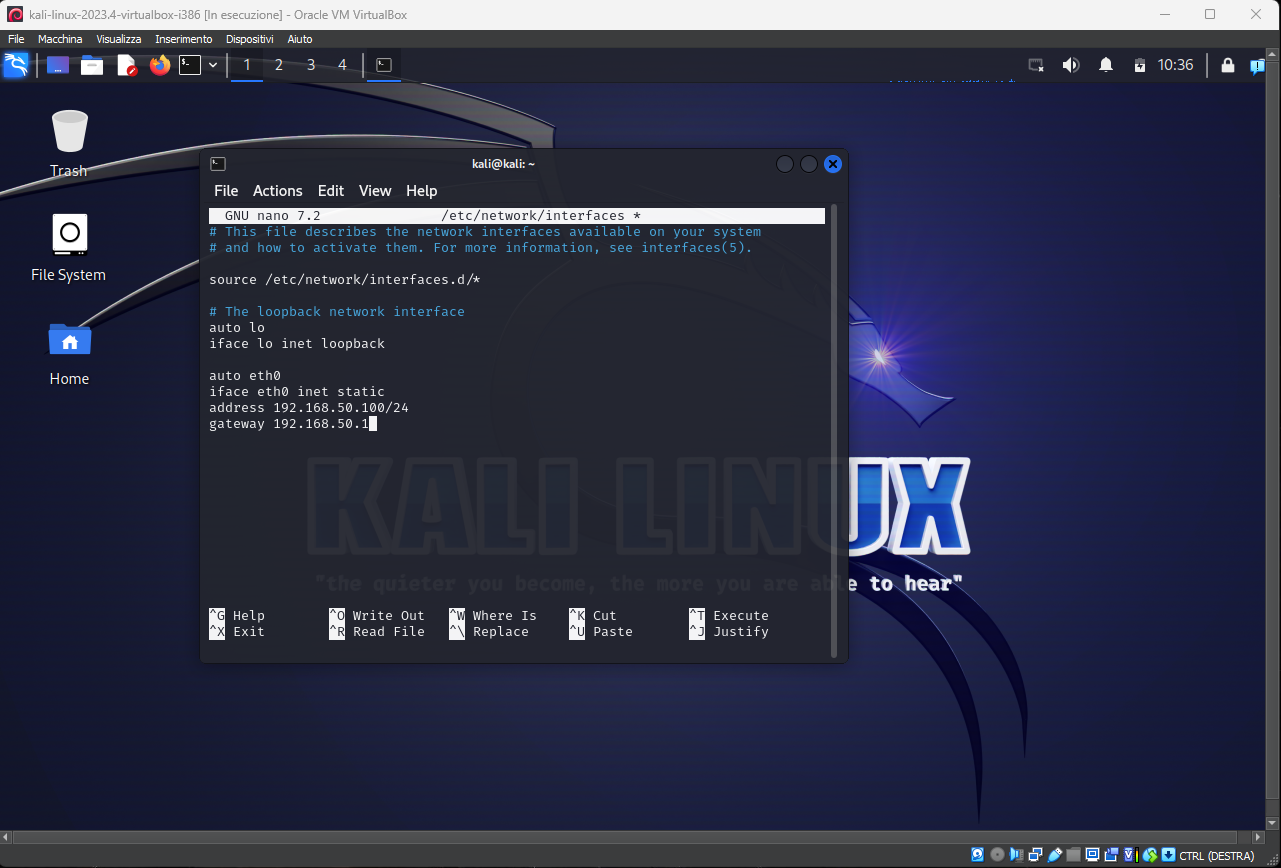 kali-linux-2023.4-virtualbox-i386 [In esecuzione] - Oracle VM VirtualBox
File Macchina Visualizza Inserimento Dispositivi Aiuto
1 2 3 4 10:36
Trash
File System
Home
kali@kali: ~
File Actions Edit View Help
GNU nano 7.2 /etc/network/interfaces *
# This file describes the network interfaces available on your system
# and how to activate them. For more information, see interfaces(5).
source /etc/network/interfaces.d/*
# The loopback network interface
auto lo
iface lo inet loopback
auto eth0
iface eth0 inet static
address 192.168.50.100/24
gateway 192.168.50.1
KALI LINUX
"the quieter you become, the more you are able to hear"
^G Help ^O Write Out ^W Where Is ^K Cut ^T Execute
^X Exit ^R Read File ^\ Replace ^U Paste ^J Justify
CTRL (DESTRA)